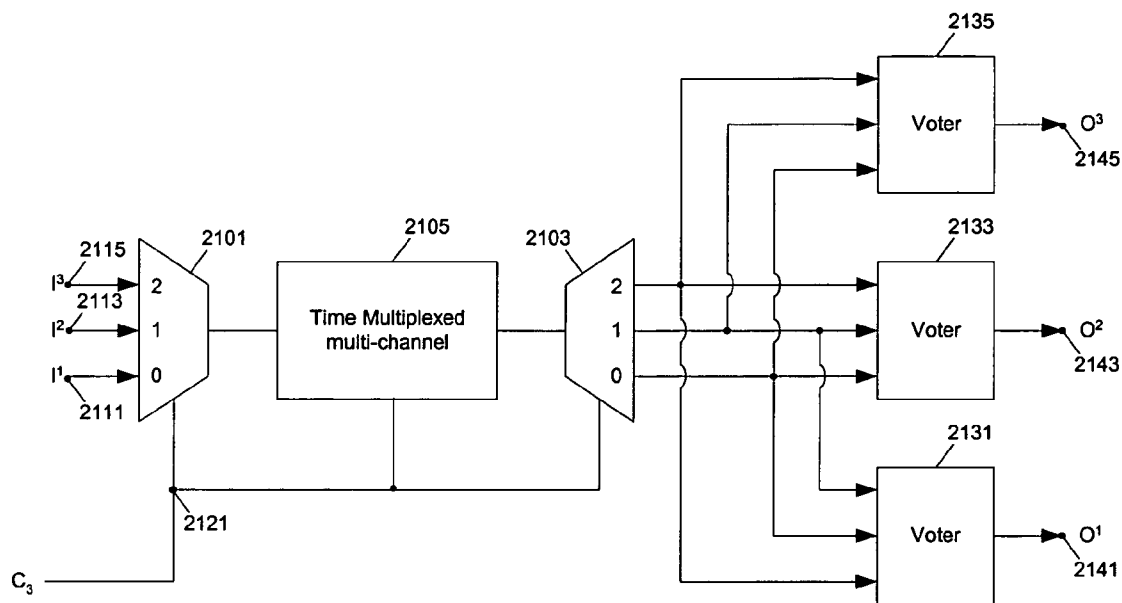 2135
Voter
O³
2145
2115
2101
2105
2103
2133
I³
2
2113
I²
1
Time Multiplexed
multi-channel
2
1
Voter
O²
2143
I¹
0
2111
0
2131
2121
Voter
O¹
2141
C₃